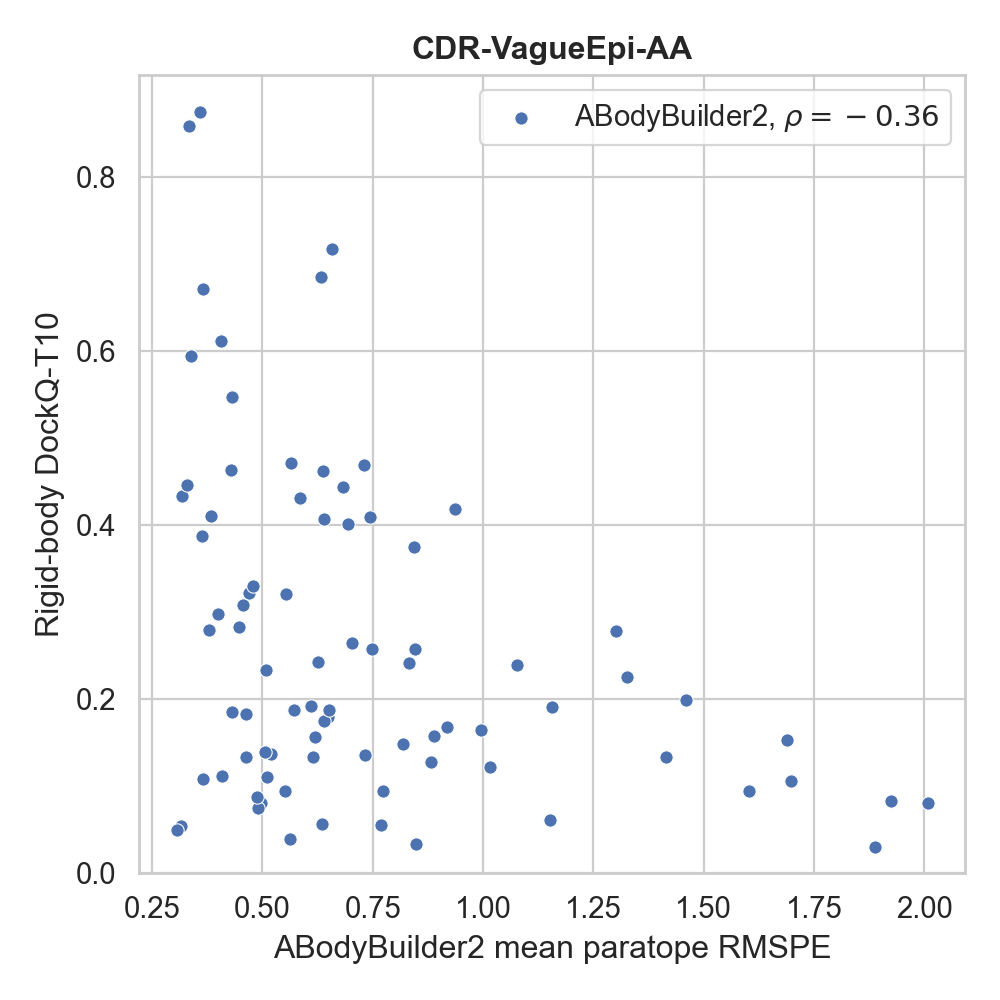 CDR-VagueEpi-AA
ABodyBuilder2, ρ = − 0.36
Rigid-body DockQ-T10
0.8
0.6
0.4
0.2
0.0
0.25 0.50 0.75 1.00 1.25 1.50 1.75 2.00
ABodyBuilder2 mean paratope RMSPE